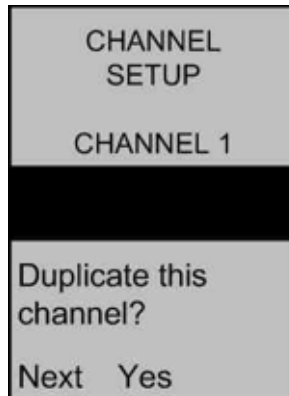 CHANNEL
SETUP
CHANNEL 1
Duplicate this
channel?
Next Yes